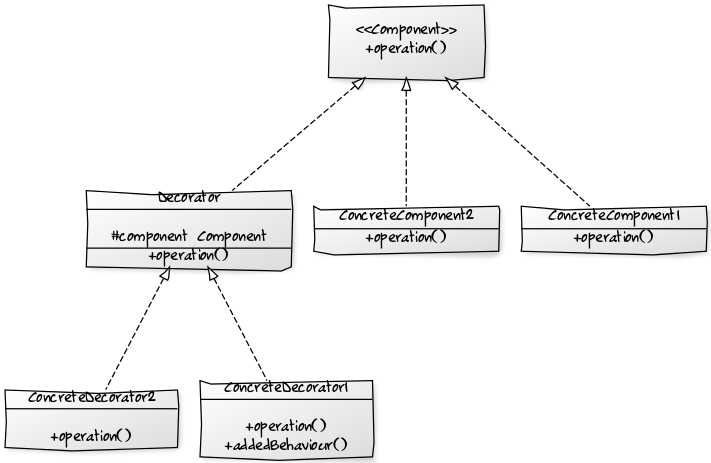 <<Component>>
+operation()
Decorator
#component Component
+operation()
ConcreteComponent2
+operation()
ConcreteComponent1
+operation()
ConcreteDecorator2
+operation()
ConcreteDecorator1
+operation()
+addedBehaviour()